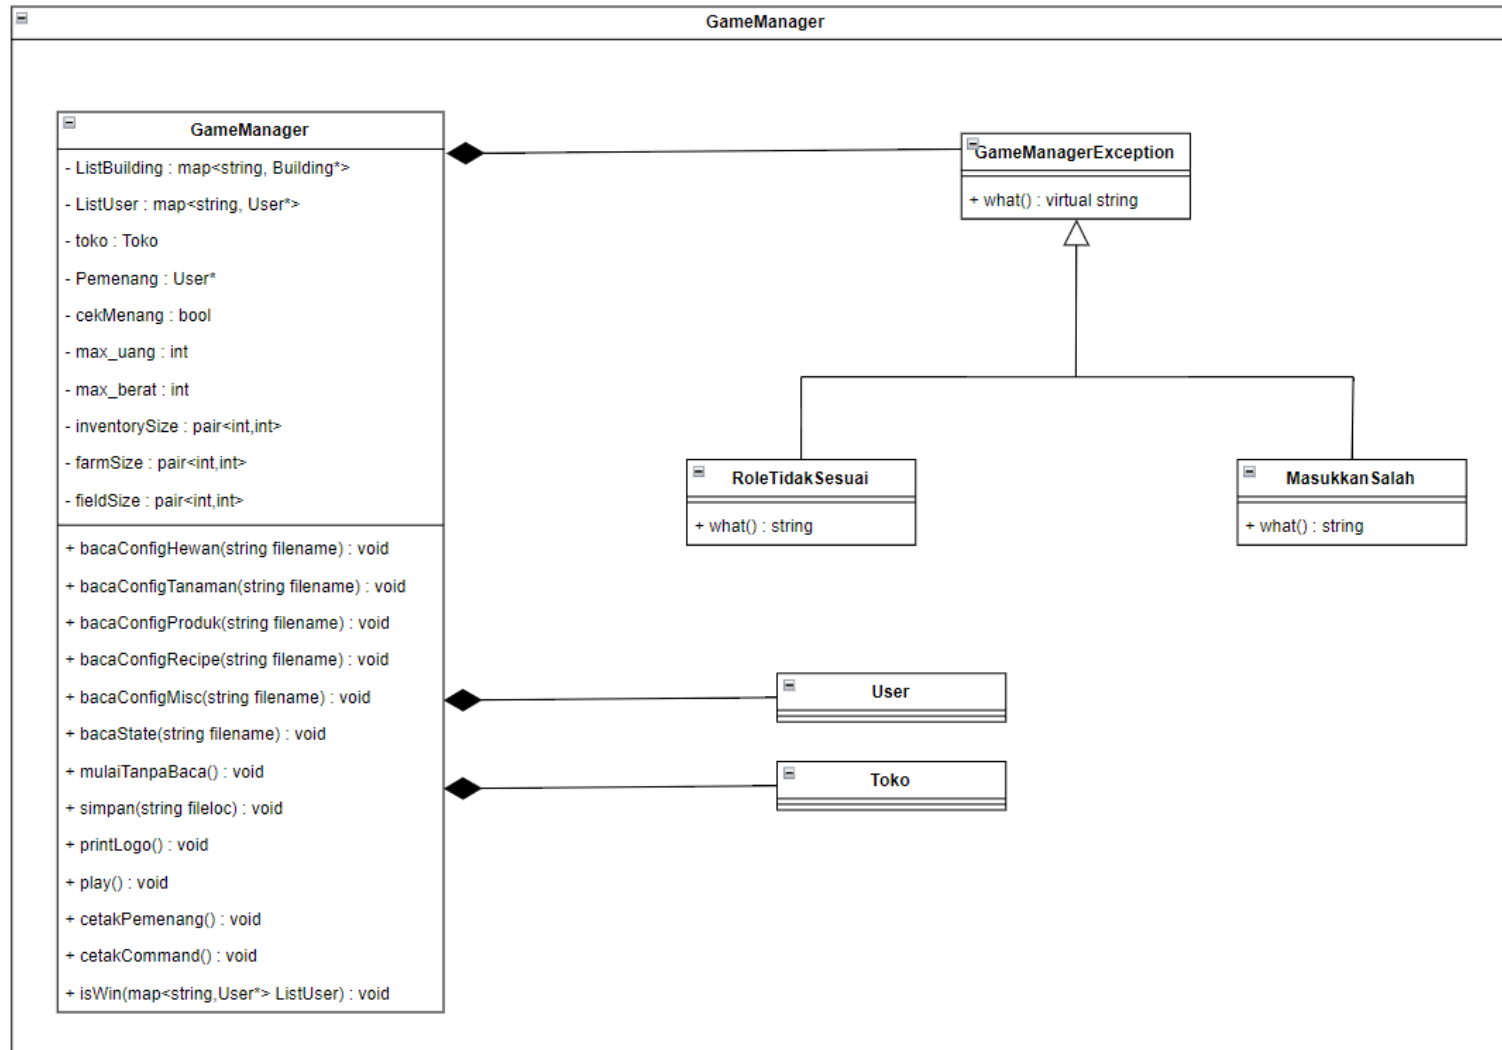 GameManager
GameManager
- ListBuilding : map<string, Building*>
- ListUser : map<string, User*>
- toko : Toko
- Pemenang : User*
- cekMenang : bool
- max_uang : int
- max_berat : int
- inventorySize : pair<int,int>
- farmSize : pair<int,int>
- fieldSize : pair<int,int>
+ bacaConfigHewan(string filename) : void
+ bacaConfigTanaman(string filename) : void
+ bacaConfigProduk(string filename) : void
+ bacaConfigRecipe(string filename) : void
+ bacaConfigMisc(string filename) : void
+ bacaState(string filename) : void
+ mulaiTanpaBaca() : void
+ simpan(string fileloc) : void
+ printLogo() : void
+ play() : void
+ cetakPemenang() : void
+ cetakCommand() : void
+ isWin(map<string,User*> ListUser) : void
GameManagerException
+ what() : virtual string
RoleTidakSesuai
+ what() : string
MasukkanSalah
+ what() : string
User
Toko